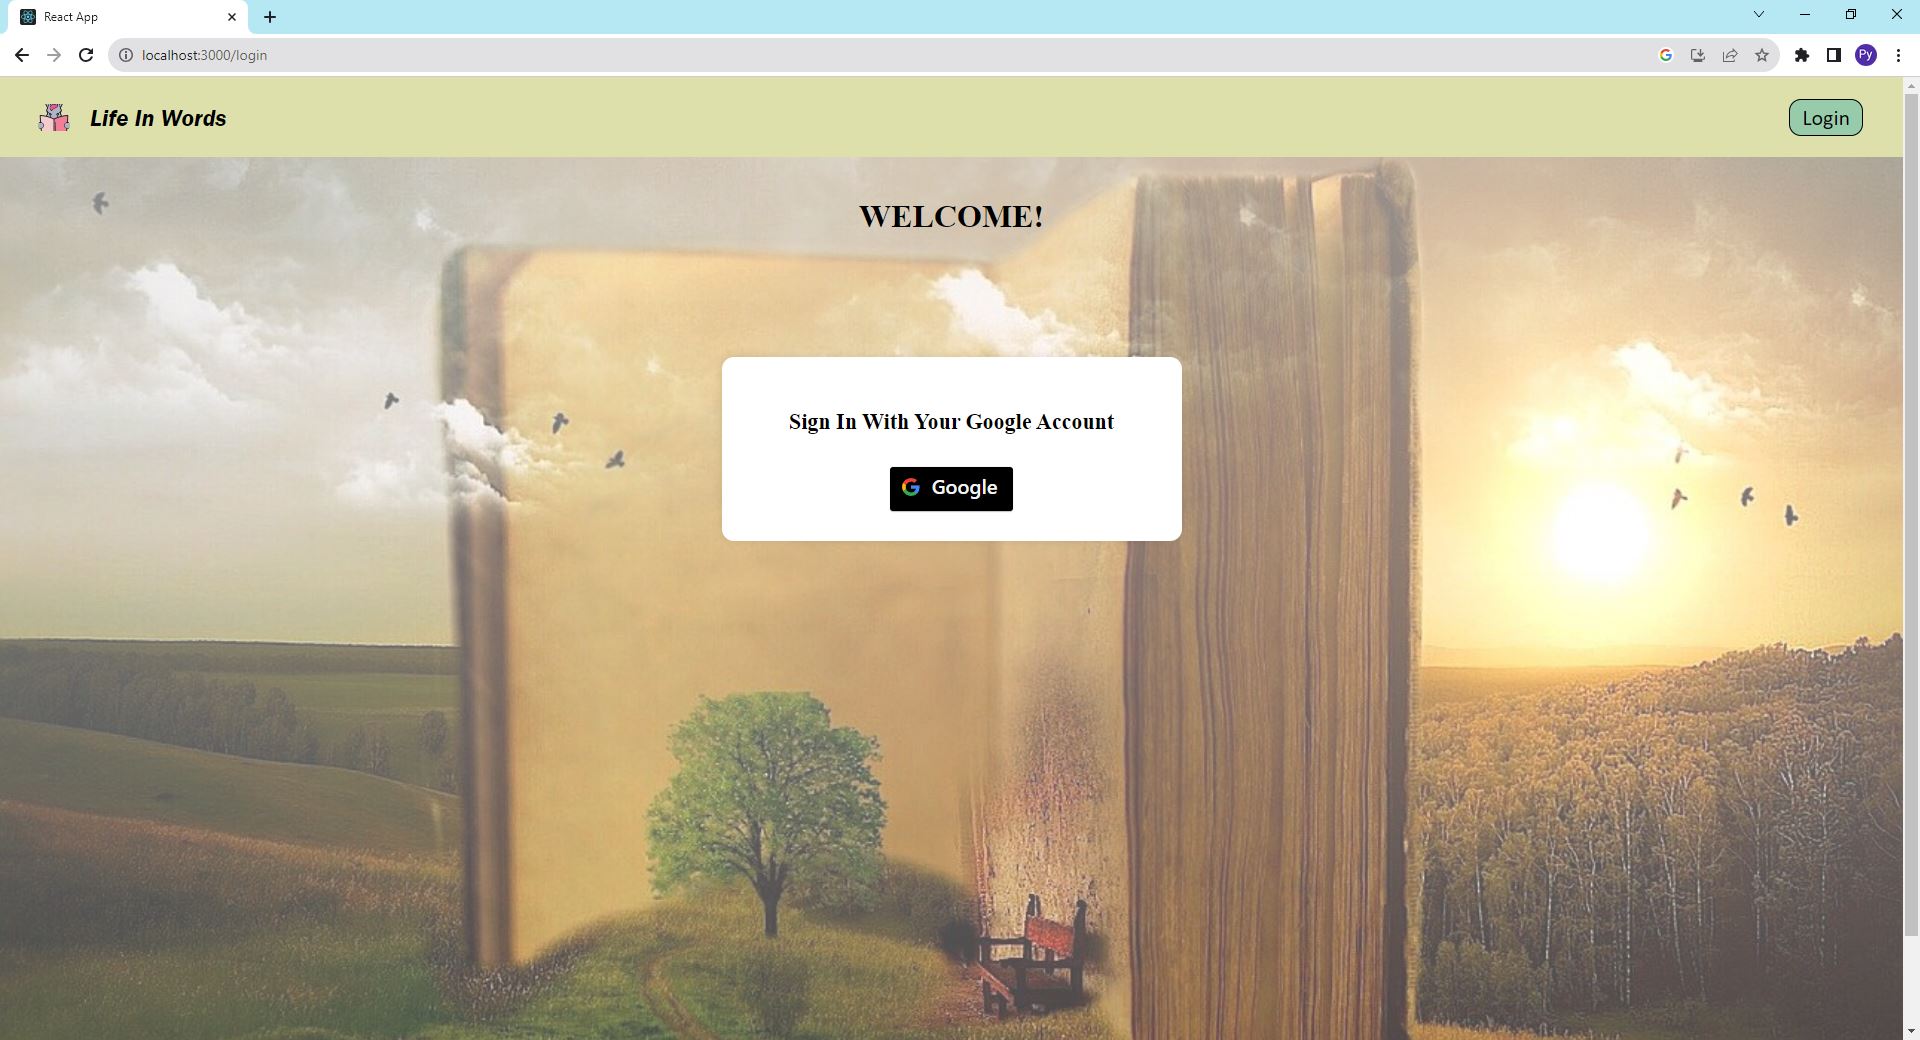 React App
localhost:3000/login
Py
Life In Words
Login
WELCOME!
Sign In With Your Google Account
Google